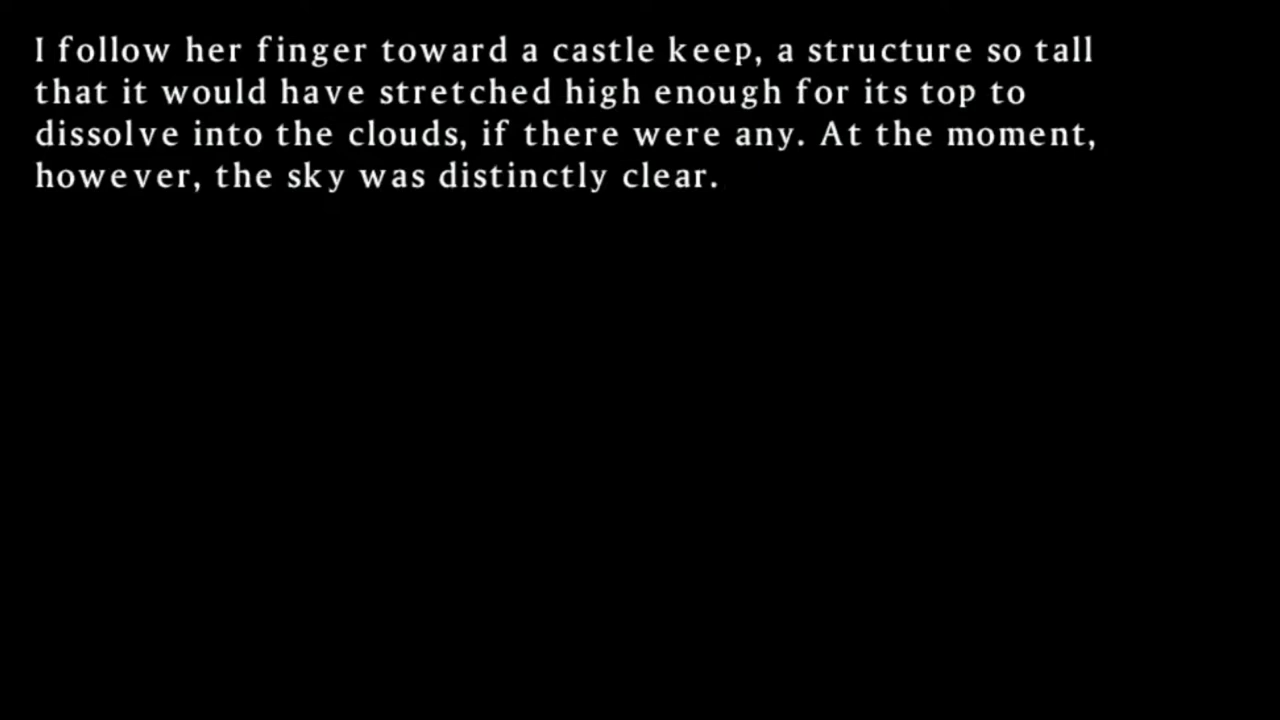 I follow her finger toward a castle keep, a structure so tall
that it would have stretched high enough for its top to
dissolve into the clouds, if there were any. At the moment,
however, the sky was distinctly clear.